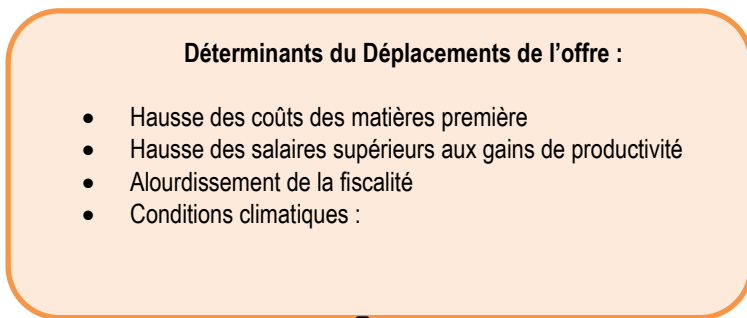 Déterminants du Déplacements de l'offre :
• Hausse des coûts des matières première
• Hausse des salaires supérieurs aux gains de productivité
• Alourdissement de la fiscalité
• Conditions climatiques :